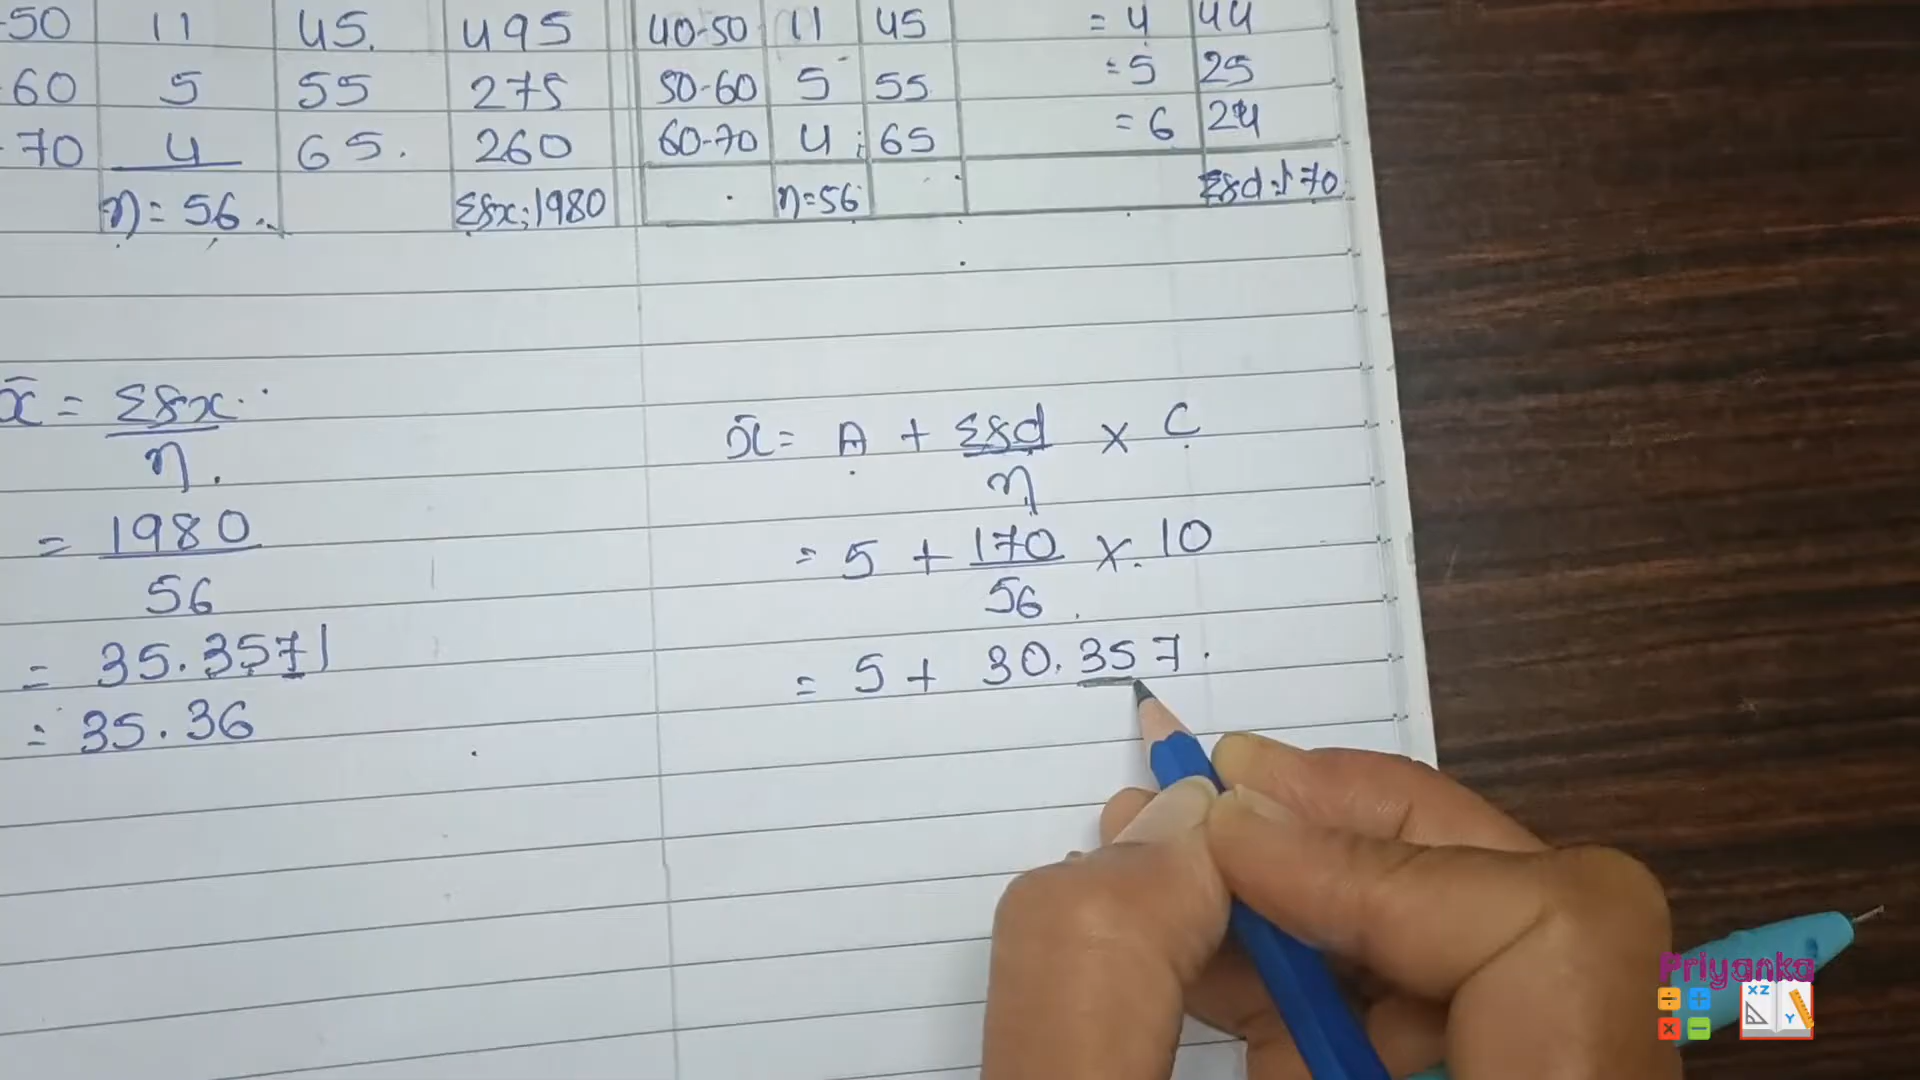 -50 11 45. 495 40-50 11 45 = 4 44
60 5 55 275 50-60 5 55 = 5 25
-70 4 65. 260 60-70 4 65 = 6 24
n = 56. Σfx = 1980 n=56 Σfd = 170
x̄ = Σfx / n.
= 1980 / 56
= 35.3571
= 35.36
x̄ = A + Σfd / n × C
= 5 + 170 / 56 × 10
= 5 + 30.357.
Priyanka
XZ
Y